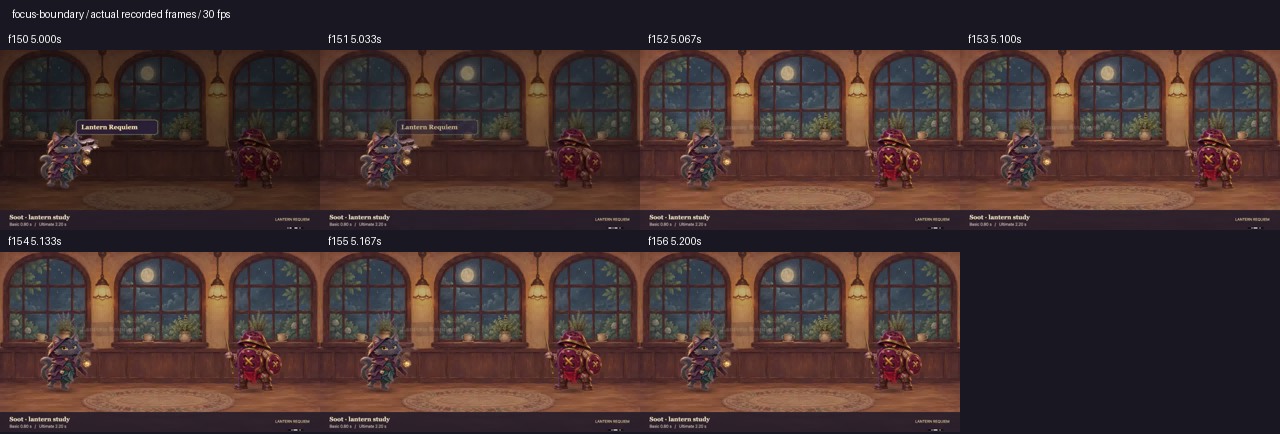 focus-boundary / actual recorded frames / 30 fps
f150 5.000s
f151 5.033s
f152 5.067s
f153 5.100s
Lantern Requiem
Lantern Requiem
Soot · lantern study
Basic 0.80 s / Ultimate 2.20 s
LANTERN REQUIEM
Soot · lantern study
Basic 0.80 s / Ultimate 2.20 s
LANTERN REQUIEM
Soot · lantern study
Basic 0.80 s / Ultimate 2.20 s
LANTERN REQUIEM
Soot · lantern study
Basic 0.80 s / Ultimate 2.20 s
LANTERN REQUIEM
f154 5.133s
f155 5.167s
f156 5.200s
Soot · lantern study
Basic 0.80 s / Ultimate 2.20 s
LANTERN REQUIEM
Soot · lantern study
Basic 0.80 s / Ultimate 2.20 s
LANTERN REQUIEM
Soot · lantern study
Basic 0.80 s / Ultimate 2.20 s
LANTERN REQUIEM